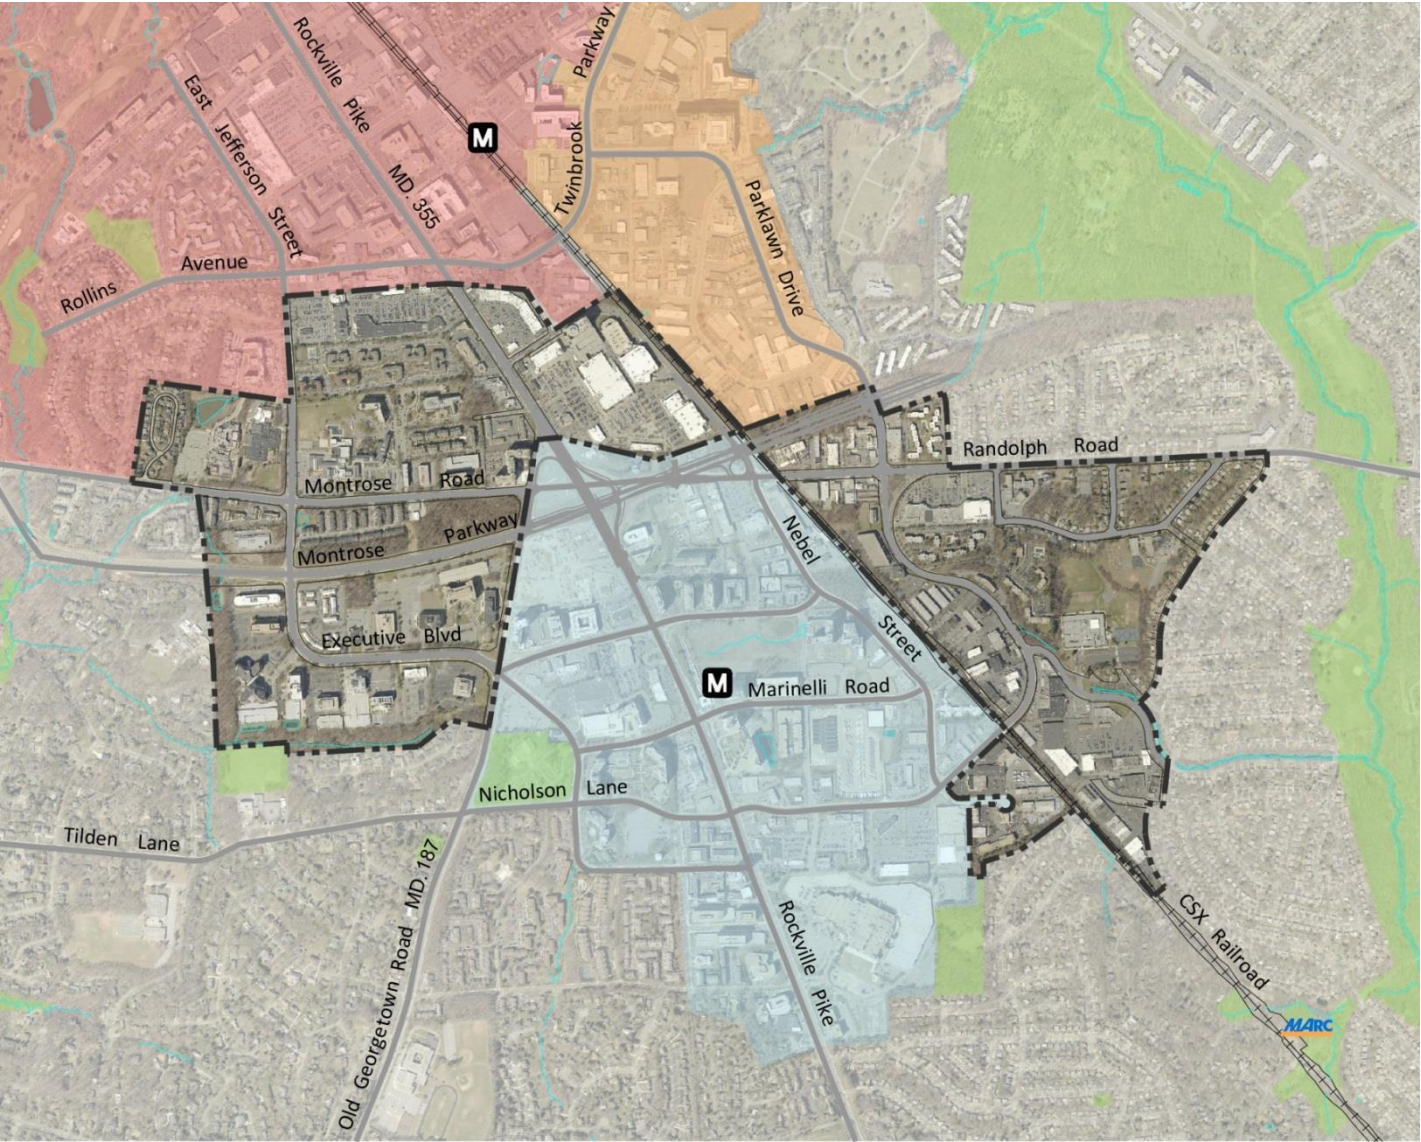 Rockville Pike
MD. 355
East Jefferson Street
Twinbrook Parkway
M
Parklawn Drive
Rollins Avenue
Randolph Road
Montrose Road
Montrose Parkway
Nebel Street
Executive Blvd
M
Marinelli Road
Nicholson Lane
Tilden Lane
Old Georgetown Road MD. 187
Rockville Pike
CSX Railroad
MARC